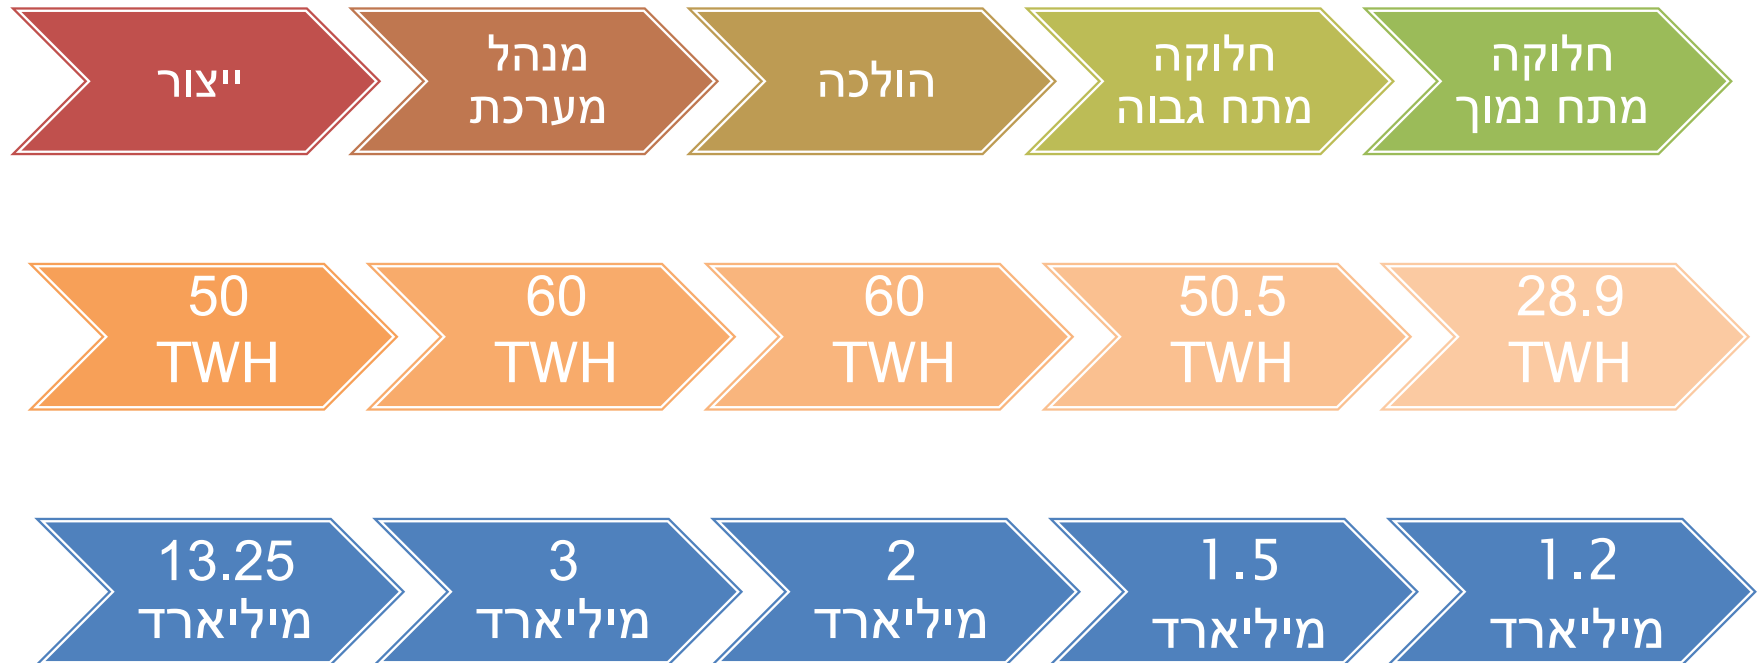 ייצור
מנהל
מערכת
הולכה
חלוקה
מתח גבוה
חלוקה
מתח נמוך
50
TWH
60
TWH
60
TWH
50.5
TWH
28.9
TWH
13.25
מיליארד
3
מיליארד
2
מיליארד
1.5
מיליארד
1.2
מיליארד